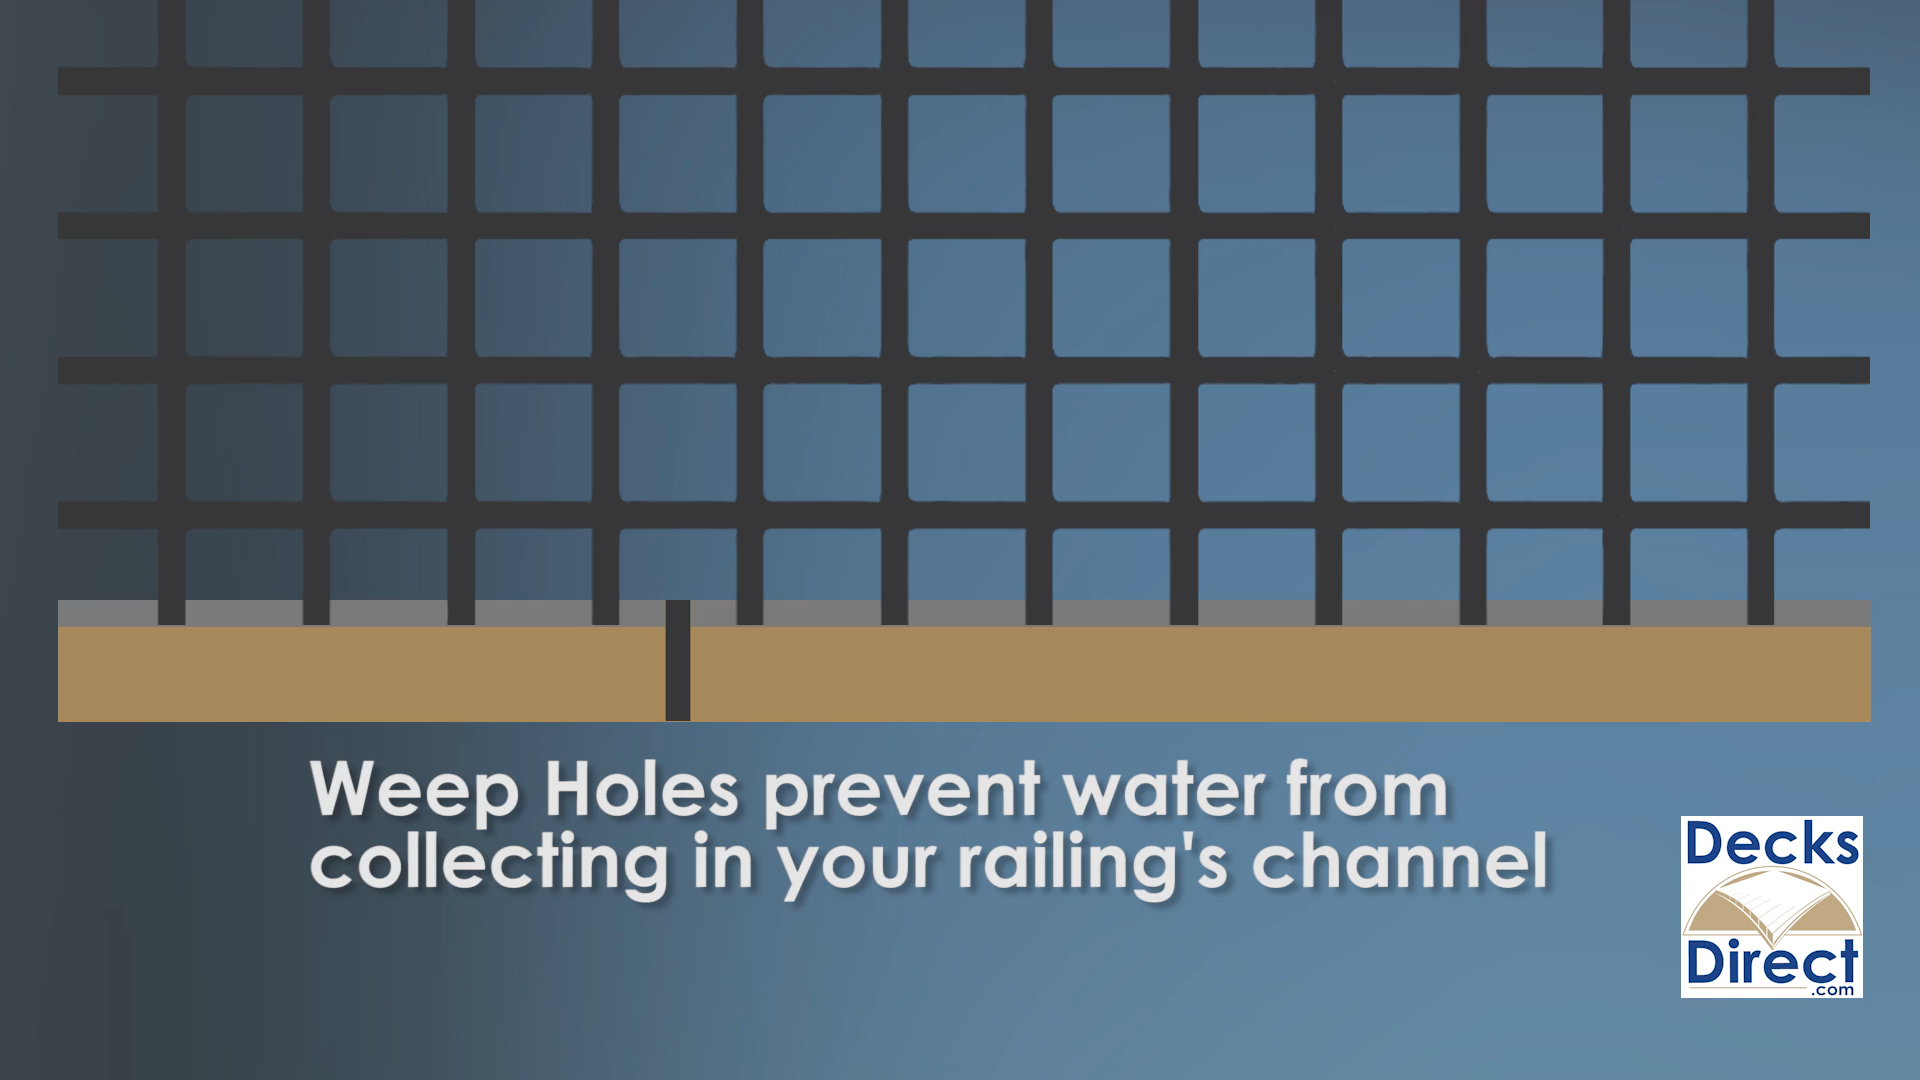 Weep Holes prevent water from
collecting in your railing's channel
Decks
Direct
.com